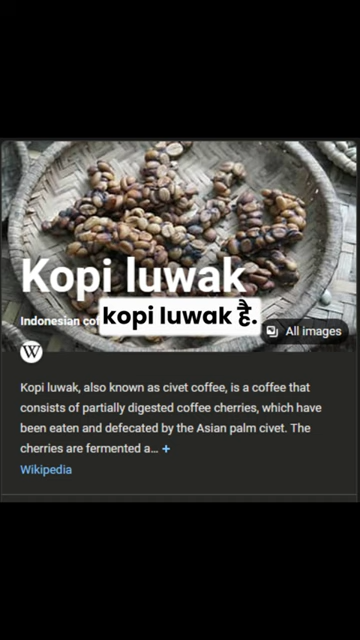 Kopi luwak
Indonesian cof
kopi luwak है.
All images
W
Kopi luwak, also known as civet coffee, is a coffee that
consists of partially digested coffee cherries, which have
been eaten and defecated by the Asian palm civet. The
cherries are fermented a... +
Wikipedia